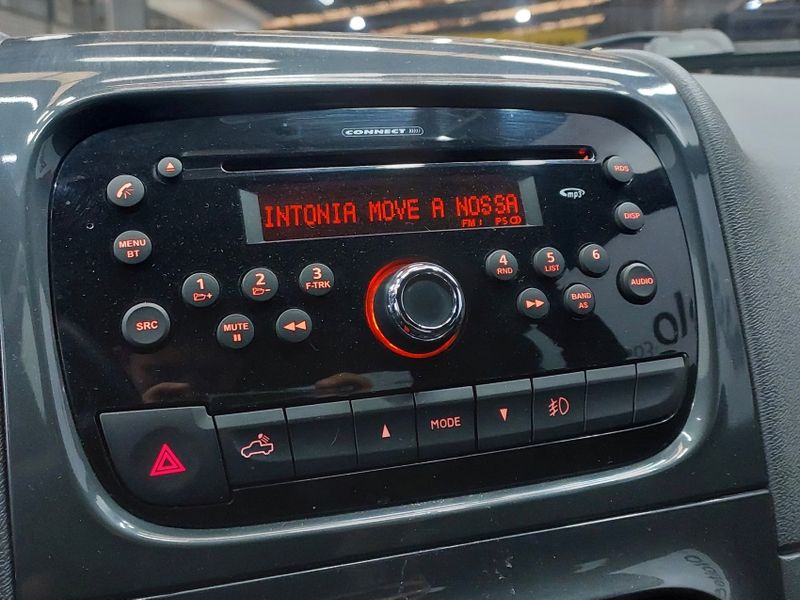 CONNECT
RDS
mp3
INTONIA MOVE A NOSSA
FM1 PS CD
DISP
MENU
BT
1
2
3
F-TRK
4
RND
5
LIST
6
AUDIO
SRC
MUTE
BAND
AS
MODE